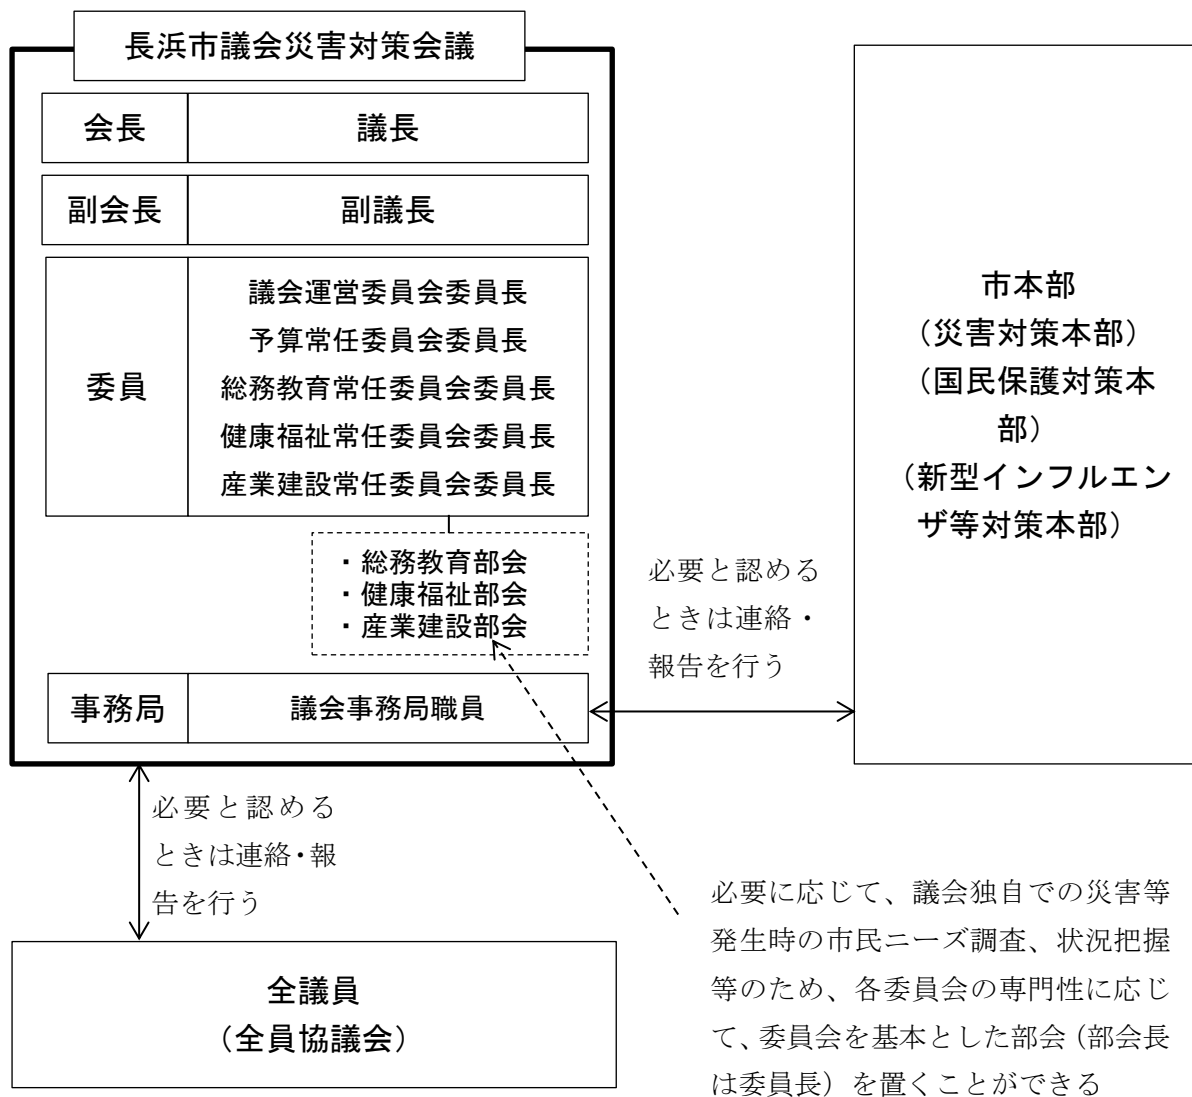 長浜市議会災害対策会議
会長 議長
副会長 副議長
委員
議会運営委員会委員長
予算常任委員会委員長
総務教育常任委員会委員長
健康福祉常任委員会委員長
産業建設常任委員会委員長
・総務教育部会
・健康福祉部会
・産業建設部会
事務局 議会事務局職員
必要と認める
ときは連絡・
報告を行う
市本部
（災害対策本部）
（国民保護対策本
部）
（新型インフルエン
ザ等対策本部）
必要と認める
ときは連絡・報
告を行う
全議員
（全員協議会）
必要に応じて、議会独自での災害等
発生時の市民ニーズ調査、状況把握
等のため、各委員会の専門性に応じ
て、委員会を基本とした部会（部会長
は委員長）を置くことができる